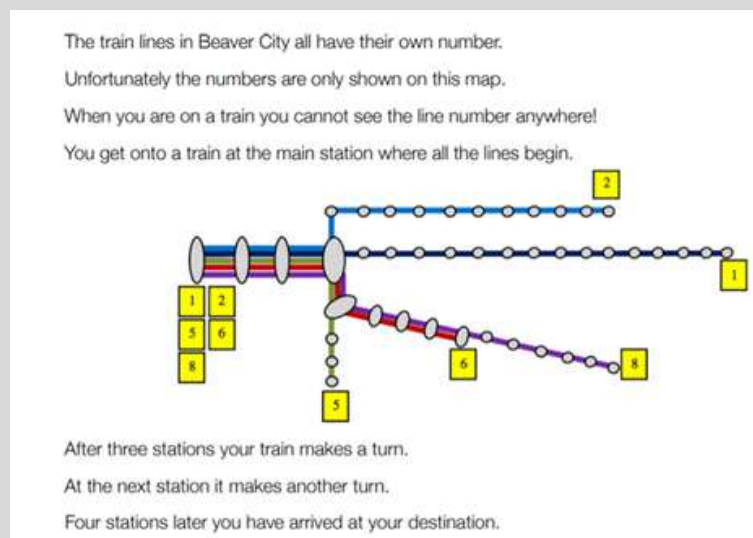 The train lines in Beaver City all have their own number.
Unfortunately the numbers are only shown on this map.
When you are on a train you cannot see the line number anywhere!
You get onto a train at the main station where all the lines begin.
2
1
1 2
5 6
8
6
8
5
After three stations your train makes a turn.
At the next station it makes another turn.
Four stations later you have arrived at your destination.